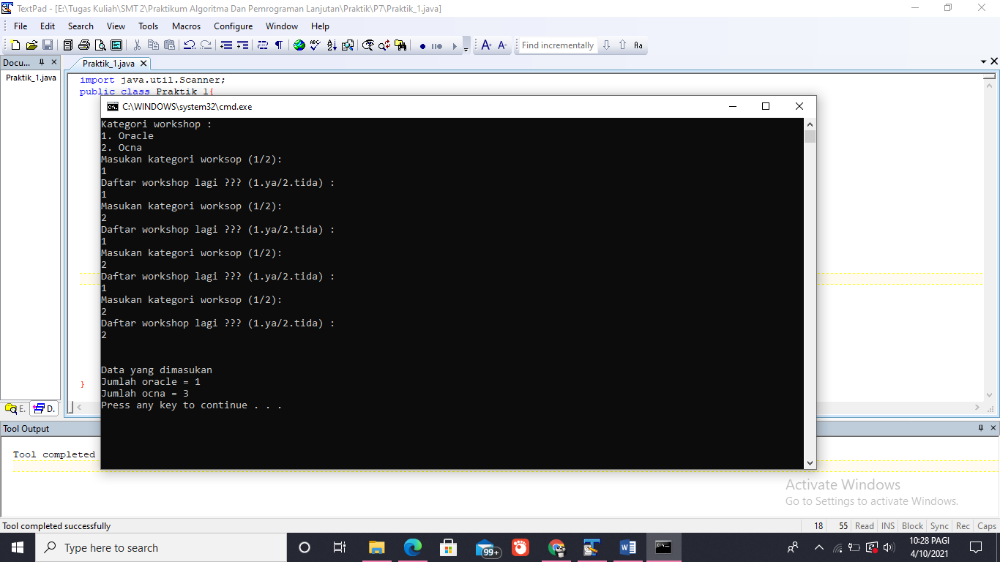 TextPad - [E:\Tugas Kuliah\SMT 2\Praktikum Algoritma Dan Pemrograman Lanjutan\Praktik\P7\Praktik_1.java]
File Edit Search View Tools Macros Configure Window Help
Find incrementally
Docu...
Praktik_1.java
Praktik_1.java
import java.util.Scanner;
public class Praktik_1{
C:\WINDOWS\system32\cmd.exe
Kategori workshop :
1. Oracle
2. Ocna
Masukan kategori worksop (1/2):
1
Daftar workshop lagi ??? (1.ya/2.tida) :
1
Masukan kategori worksop (1/2):
2
Daftar workshop lagi ??? (1.ya/2.tida) :
1
Masukan kategori worksop (1/2):
2
Daftar workshop lagi ??? (1.ya/2.tida) :
1
Masukan kategori worksop (1/2):
2
Daftar workshop lagi ??? (1.ya/2.tida) :
2
Data yang dimasukan
Jumlah oracle = 1
Jumlah ocna = 3
Press any key to continue . . .
}
E. D.
Tool Output
Tool completed
Activate Windows
Go to Settings to activate Windows.
Tool completed successfully
18 55 Read INS Block Sync Rec Caps
Type here to search
99+
10:28 PAGI
4/10/2021